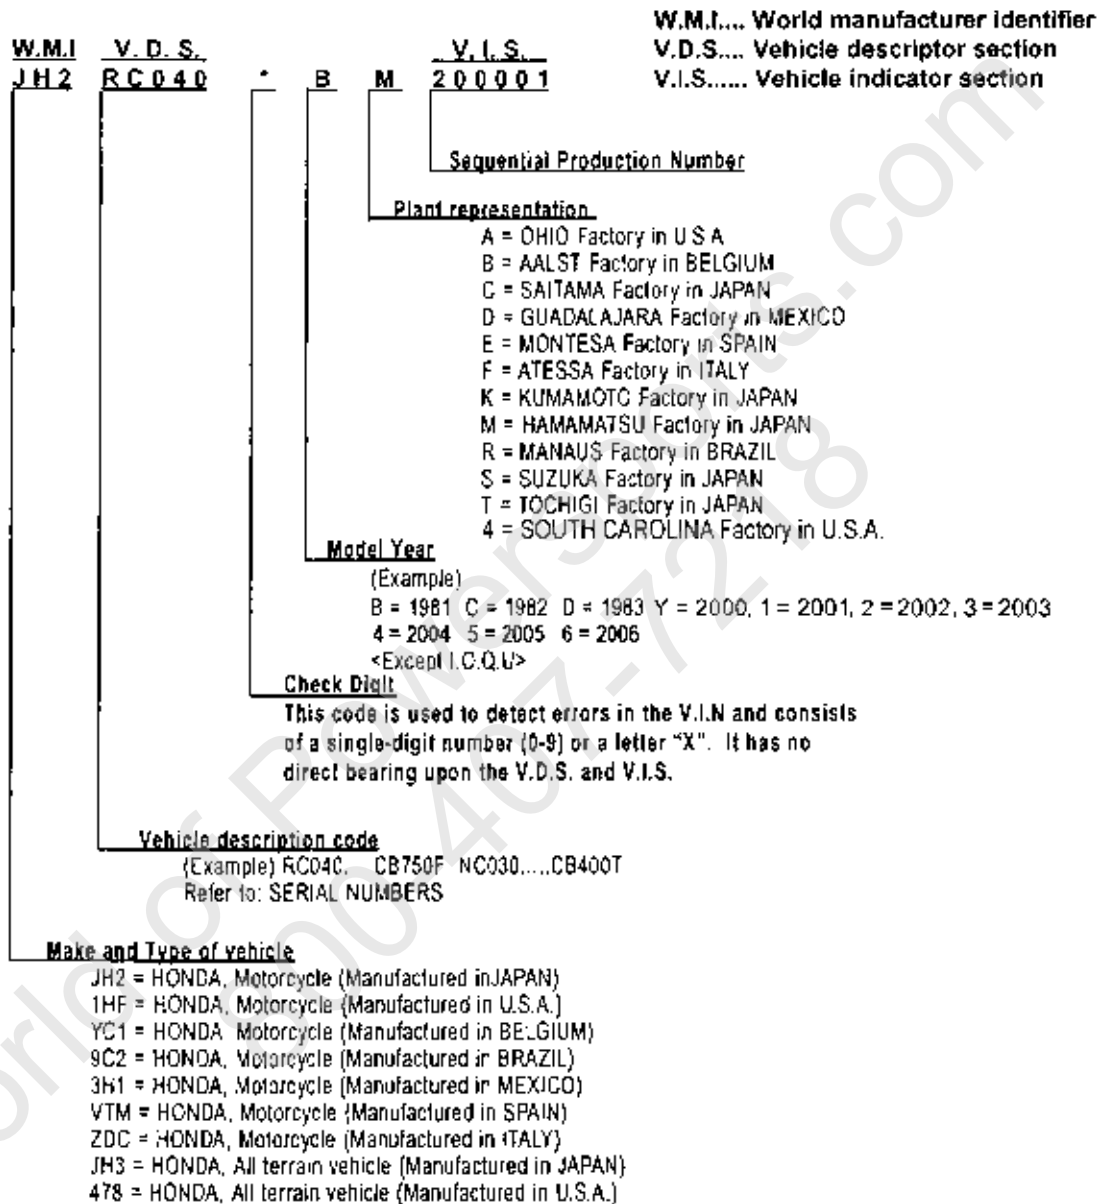 W.M.I.... World manufacturer identifier
W.M.I V.D.S. V.I.S. V.D.S.... Vehicle descriptor section
JH2 RC040 * B M 200001 V.I.S...... Vehicle indicator section
Sequential Production Number
Plant representation
A = OHIO Factory in U S A
B = AALST Factory in BELGIUM
C = SAITAMA Factory in JAPAN
D = GUADALAJARA Factory in MEXICO
E = MONTESA Factory in SPAIN
F = ATESSA Factory in ITALY
K = KUMAMOTO Factory in JAPAN
M = HAMAMATSU Factory in JAPAN
R = MANAUS Factory in BRAZIL
S = SUZUKA Factory in JAPAN
T = TOCHIGI Factory in JAPAN
4 = SOUTH CAROLINA Factory in U.S.A.
Model Year
(Example)
B = 1981 C = 1982 D = 1983 Y = 2000, 1 = 2001, 2 = 2002, 3 = 2003
4 = 2004 5 = 2005 6 = 2006
<Except I.C.Q.U>
Check Digit
This code is used to detect errors in the V.I.N and consists
of a single-digit number (0-9) or a letter "X". It has no
direct bearing upon the V.D.S. and V.I.S.
Vehicle description code
(Example) RC040, CB750F NC030,....CB400T
Refer to: SERIAL NUMBERS
Make and Type of vehicle
JH2 = HONDA, Motorcycle (Manufactured inJAPAN)
1HF = HONDA, Motorcycle (Manufactured in U.S.A.)
YC1 = HONDA Motorcycle (Manufactured in BELGIUM)
9C2 = HONDA, Motorcycle (Manufactured in BRAZIL)
3H1 = HONDA, Motorcycle (Manufactured in MEXICO)
VTM = HONDA, Motorcycle (Manufactured in SPAIN)
ZDC = HONDA, Motorcycle (Manufactured in ITALY)
JH3 = HONDA, All terrain vehicle (Manufactured in JAPAN)
478 = HONDA, All terrain vehicle (Manufactured in U.S.A.)
of Powersports.com
800-407-7218